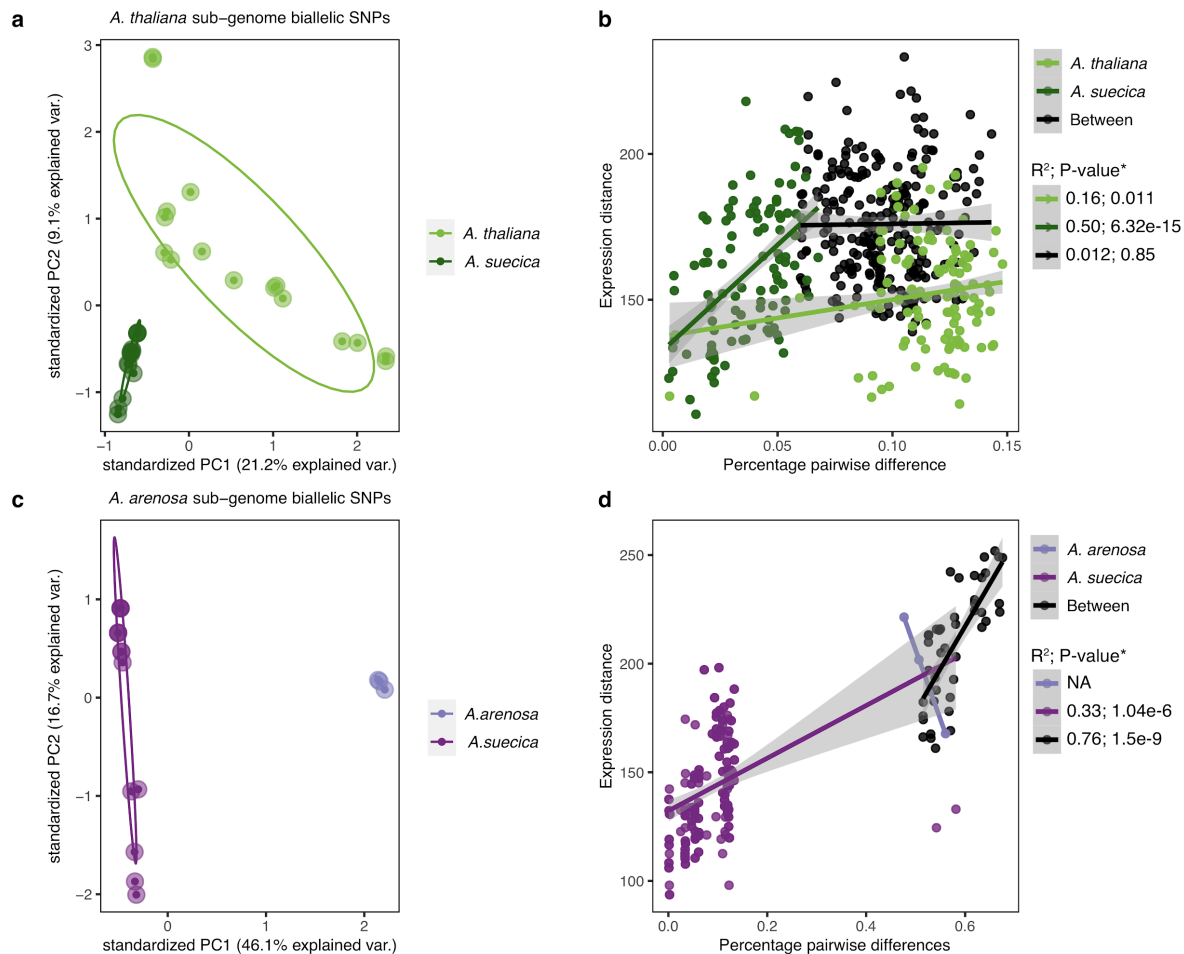 a
A. thaliana sub−genome biallelic SNPs
standardized PC2 (9.1% explained var.)
3
2
1
0
−1
−1
0
1
2
standardized PC1 (21.2% explained var.)
A. thaliana
A. suecica
b
Expression distance
200
150
0.00
0.05
0.10
0.15
Percentage pairwise difference
A. thaliana
A. suecica
Between
R²; P-value*
0.16; 0.011
0.50; 6.32e-15
0.012; 0.85
c
A. arenosa sub−genome biallelic SNPs
standardized PC2 (16.7% explained var.)
1
0
−1
−2
0
1
2
standardized PC1 (46.1% explained var.)
A.arenosa
A.suecica
d
Expression distance
250
200
150
100
0.0
0.2
0.4
0.6
Percentage pairwise differences
A. arenosa
A. suecica
Between
R²; P-value*
NA
0.33; 1.04e-6
0.76; 1.5e-9